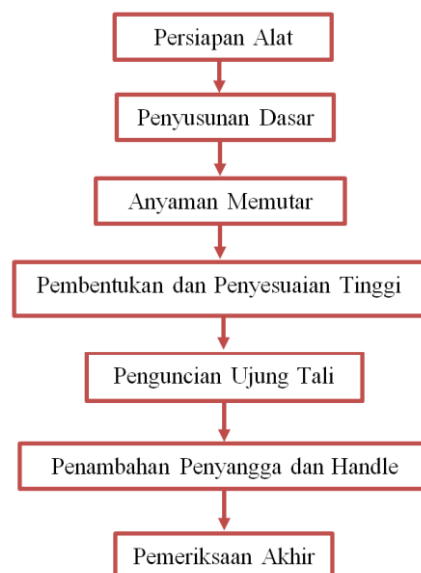 Persiapan Alat
Penyusunan Dasar
Anyaman Memutar
Pembentukan dan Penyesuaian Tinggi
Penguncian Ujung Tali
Penambahan Penyangga dan Handle
Pemeriksaan Akhir